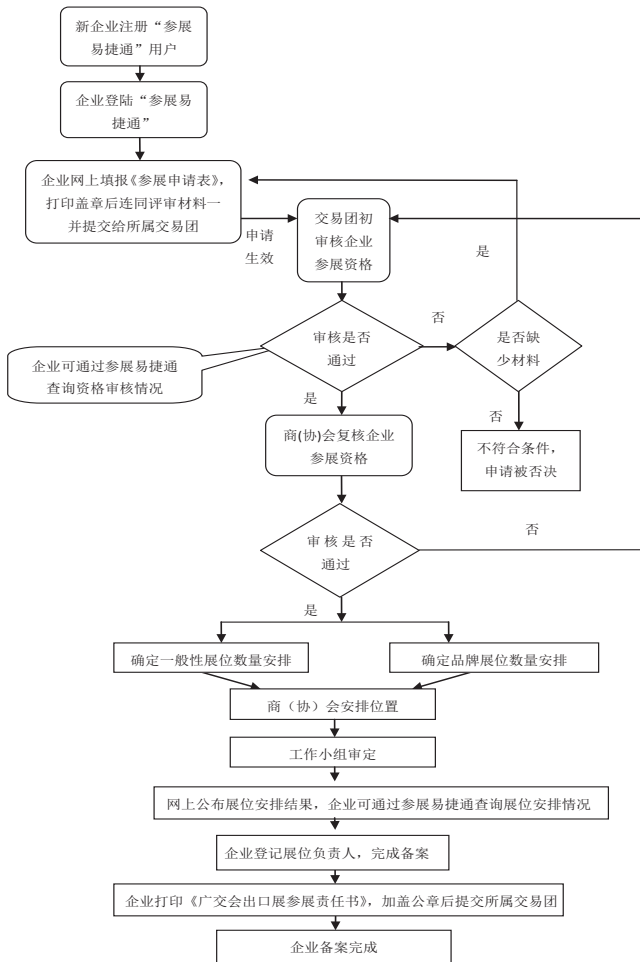 新企业注册“参展
易捷通”用户
企业登陆“参展易
捷通”
企业网上填报《参展申请表》,
打印盖章后连同评审材料一
并提交给所属交易团
申请
生效
交易团初
审核企业
参展资格
是
审核是否
通过
否
是否缺
少材料
企业可通过参展易捷通
查询资格审核情况
是
否
商(协)会复核企业
参展资格
不符合条件，
申请被否决
审核是否
通过
否
是
确定一般性展位数量安排
确定品牌展位数量安排
商（协）会安排位置
工作小组审定
网上公布展位安排结果，企业可通过参展易捷通查询展位安排情况
企业登记展位负责人，完成备案
企业打印《广交会出口展参展责任书》，加盖公章后提交所属交易团
企业备案完成